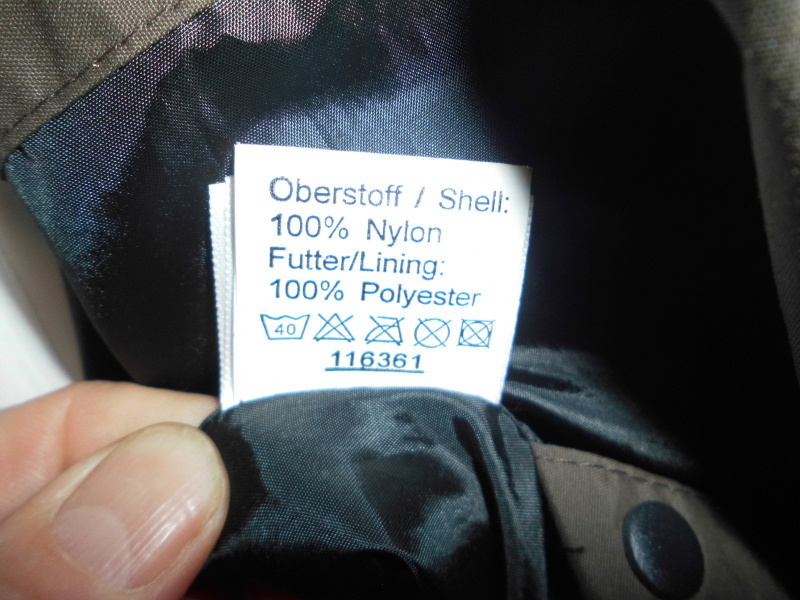 Oberstoff / Shell:
100% Nylon
Futter/Lining:
100% Polyester
40
116361